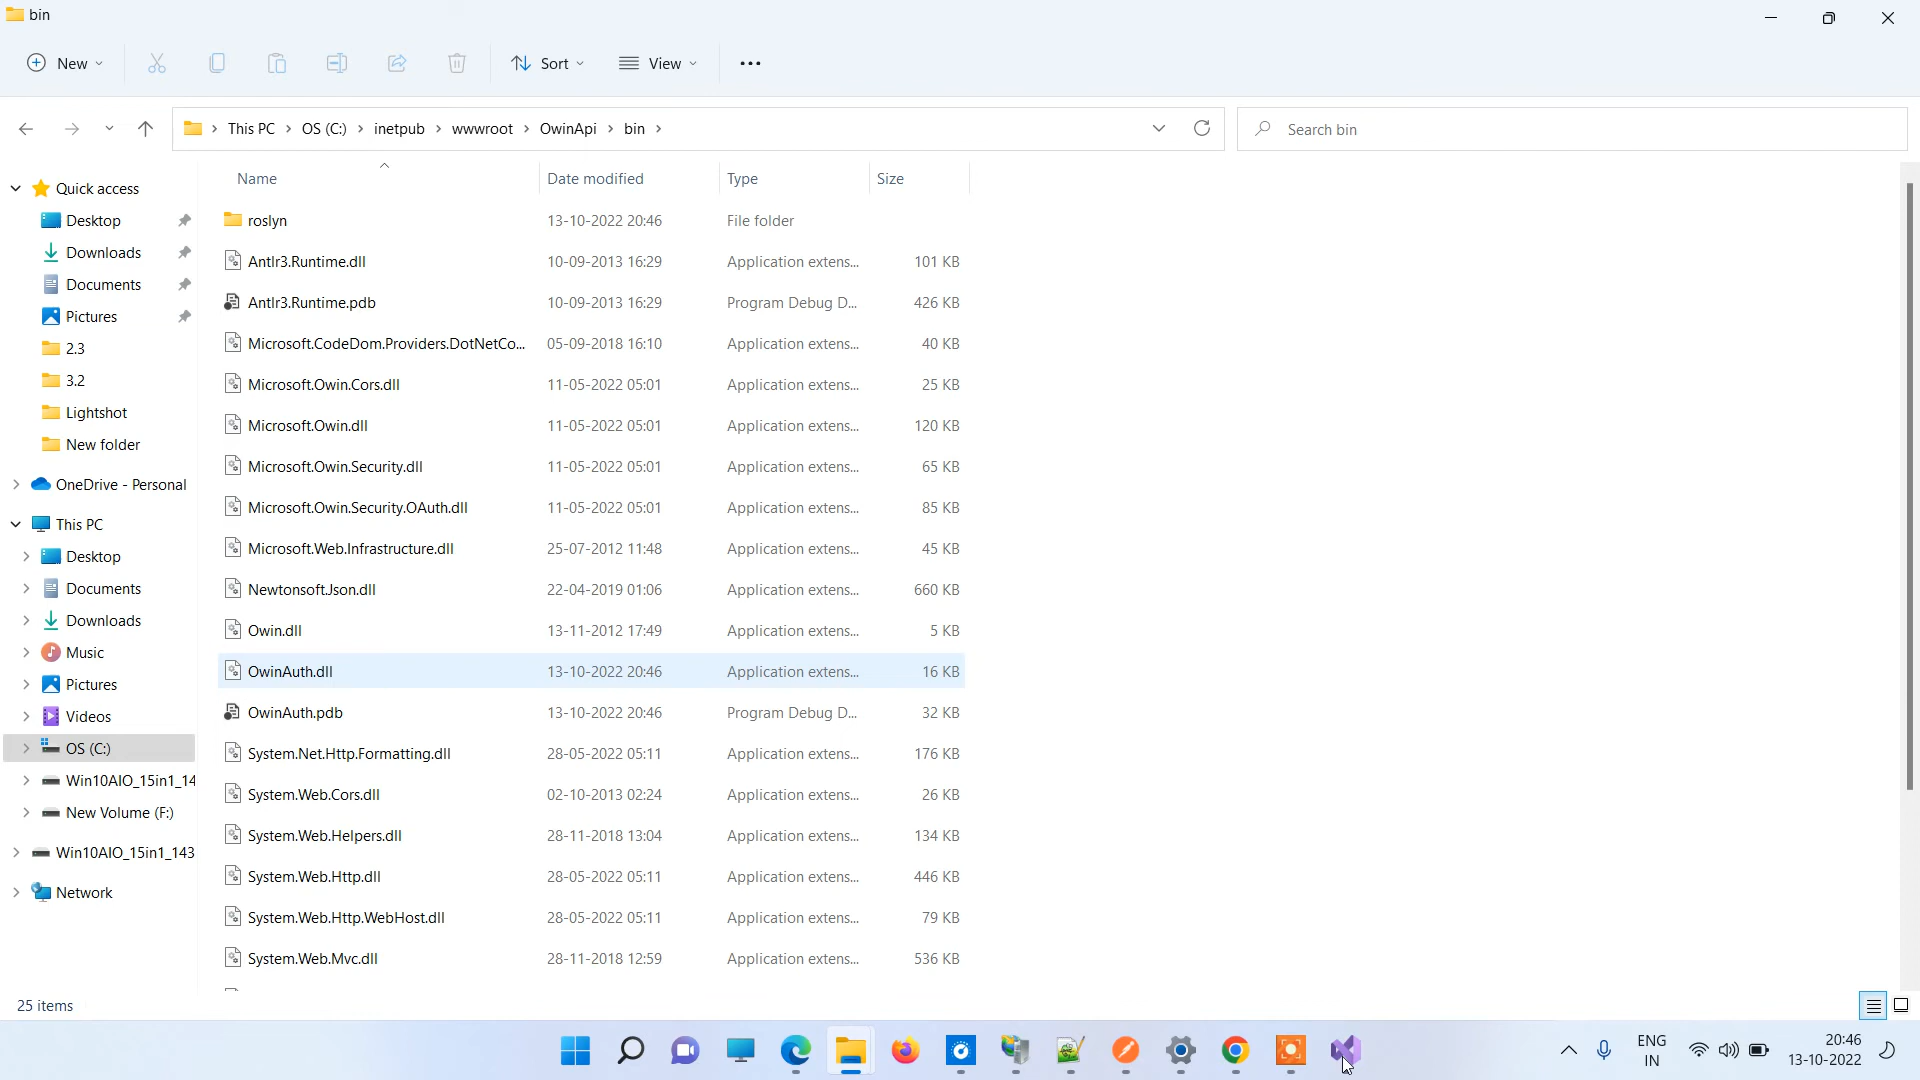 bin
New
Sort
View
This PC > OS (C:) > inetpub > wwwroot > OwinApi > bin >
Search bin
Name Date modified Type Size
Quick access
Desktop
Downloads
Documents
Pictures
2.3
3.2
Lightshot
New folder
OneDrive - Personal
This PC
Desktop
Documents
Downloads
Music
Pictures
Videos
OS (C:)
Win10AIO_15in1_14
New Volume (F:)
Win10AIO_15in1_143
Network
roslyn 13-10-2022 20:46 File folder
Antlr3.Runtime.dll 10-09-2013 16:29 Application extens... 101 KB
Antlr3.Runtime.pdb 10-09-2013 16:29 Program Debug D... 426 KB
Microsoft.CodeDom.Providers.DotNetCo... 05-09-2018 16:10 Application extens... 40 KB
Microsoft.Owin.Cors.dll 11-05-2022 05:01 Application extens... 25 KB
Microsoft.Owin.dll 11-05-2022 05:01 Application extens... 120 KB
Microsoft.Owin.Security.dll 11-05-2022 05:01 Application extens... 65 KB
Microsoft.Owin.Security.OAuth.dll 11-05-2022 05:01 Application extens... 85 KB
Microsoft.Web.Infrastructure.dll 25-07-2012 11:48 Application extens... 45 KB
Newtonsoft.Json.dll 22-04-2019 01:06 Application extens... 660 KB
Owin.dll 13-11-2012 17:49 Application extens... 5 KB
OwinAuth.dll 13-10-2022 20:46 Application extens... 16 KB
OwinAuth.pdb 13-10-2022 20:46 Program Debug D... 32 KB
System.Net.Http.Formatting.dll 28-05-2022 05:11 Application extens... 176 KB
System.Web.Cors.dll 02-10-2013 02:24 Application extens... 26 KB
System.Web.Helpers.dll 28-11-2018 13:04 Application extens... 134 KB
System.Web.Http.dll 28-05-2022 05:11 Application extens... 446 KB
System.Web.Http.WebHost.dll 28-05-2022 05:11 Application extens... 79 KB
System.Web.Mvc.dll 28-11-2018 12:59 Application extens... 536 KB
25 items
ENG
IN
20:46
13-10-2022